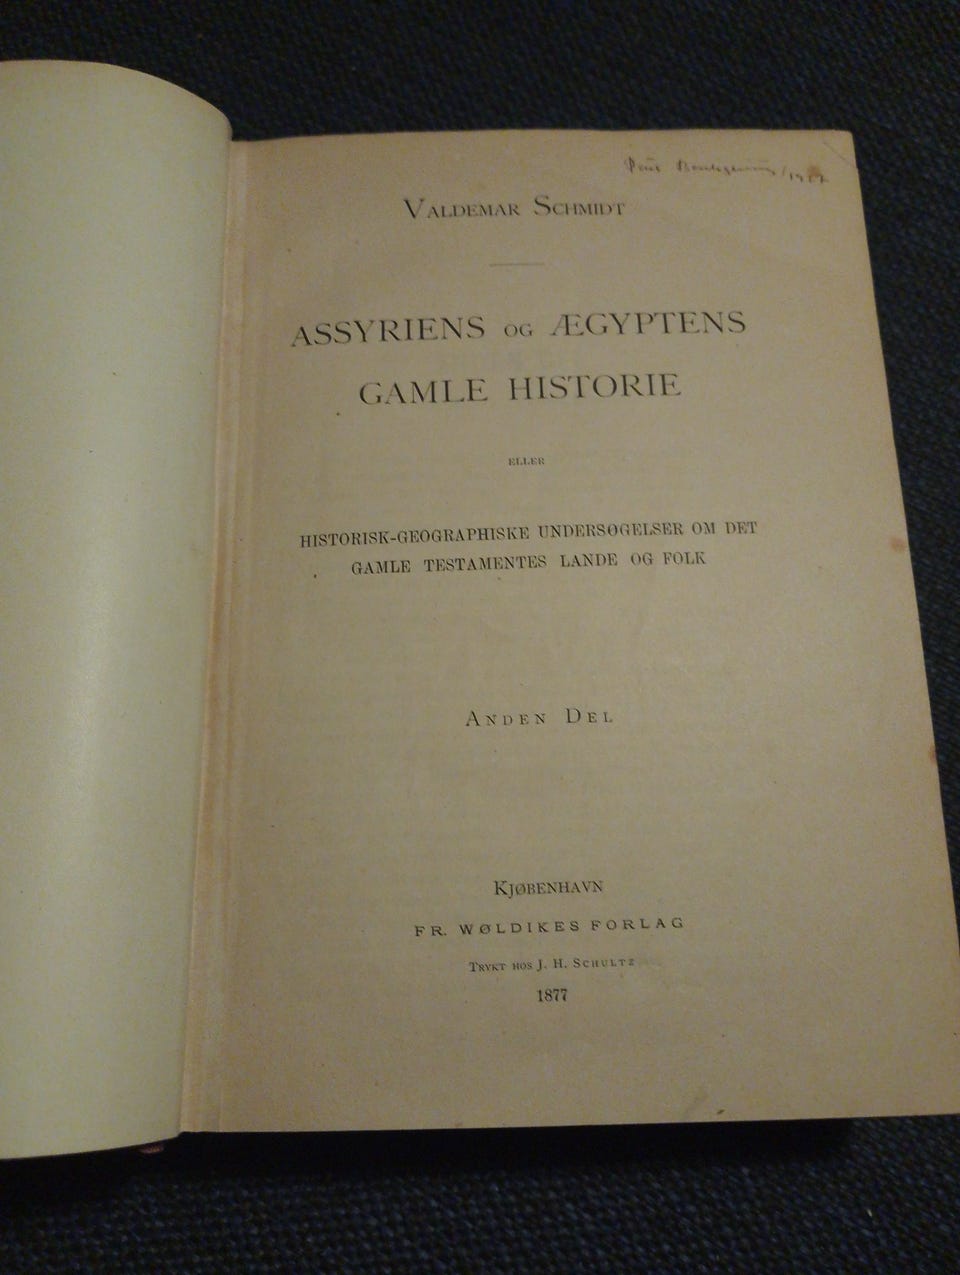 VALDEMAR SCHMIDT
ASSYRIENS OG ÆGYPTENS
GAMLE HISTORIE
ELLER
HISTORISK-GEOGRAPHISKE UNDERSØGELSER OM DET
GAMLE TESTAMENTES LANDE OG FOLK
ANDEN DEL
KJØBENHAVN
FR. WØLDIKES FORLAG
TRYKT HOS J. H. SCHULTZ
1877